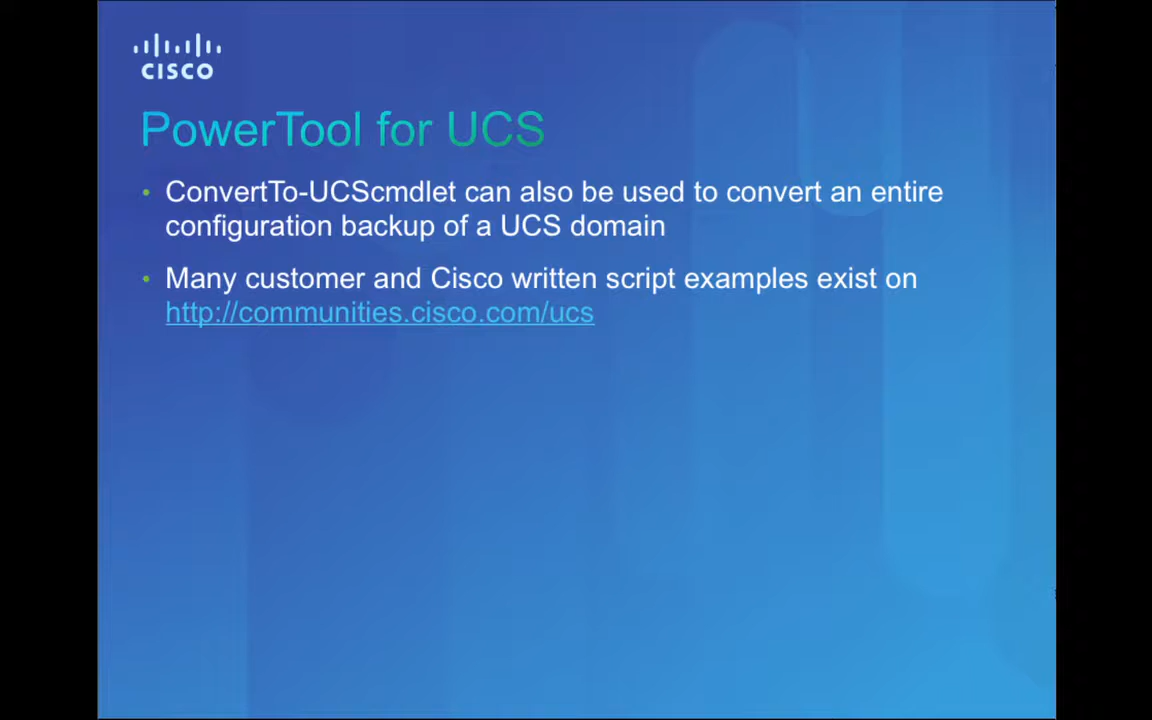 CISCO
PowerTool for UCS
• ConvertTo-UCScmdlet can also be used to convert an entire
configuration backup of a UCS domain
• Many customer and Cisco written script examples exist on
http://communities.cisco.com/ucs